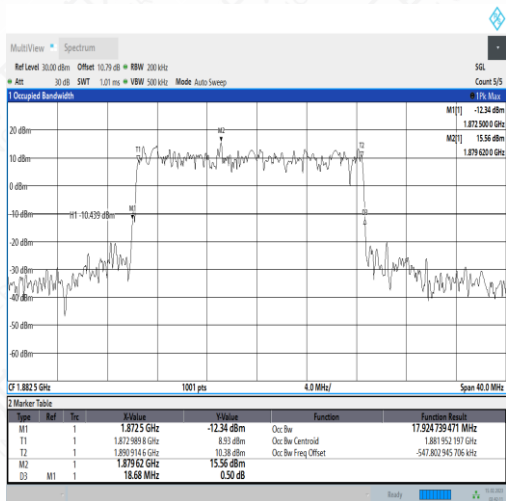 MultiView Spectrum
Ref Level 30.00 dBm Offset 10.79 dB RBW 200 kHz SGL
Att 30 dB SWT 1.01 ms VBW 500 kHz Mode Auto Sweep Count 5/5
1 Occupied Bandwidth 1Pk Max
M1[1] -12.34 dBm
1.872 500 0 GHz
M2[1] 15.56 dBm
1.879 620 0 GHz
20 dBm
M2
T1
T2
10 dBm
0 dBm
M1
D3
-10 dBm
H1 -10.439 dBm
-20 dBm
-30 dBm
-40 dBm
-50 dBm
-60 dBm
CF 1.882 5 GHz 1001 pts 4.0 MHz/ Span 40.0 MHz
2 Marker Table
Type Ref Trc X-Value Y-Value Function Function Result
M1 1 1.872 5 GHz -12.34 dBm Occ Bw 17.924 739 471 MHz
T1 1 1.872 989 8 GHz 8.93 dBm Occ Bw Centroid 1.881 952 197 GHz
T2 1 1.890 914 6 GHz 10.38 dBm Occ Bw Freq Offset -547.802 945 706 kHz
M2 1 1.879 62 GHz 15.56 dBm
D3 M1 1 18.68 MHz 0.50 dB
Ready